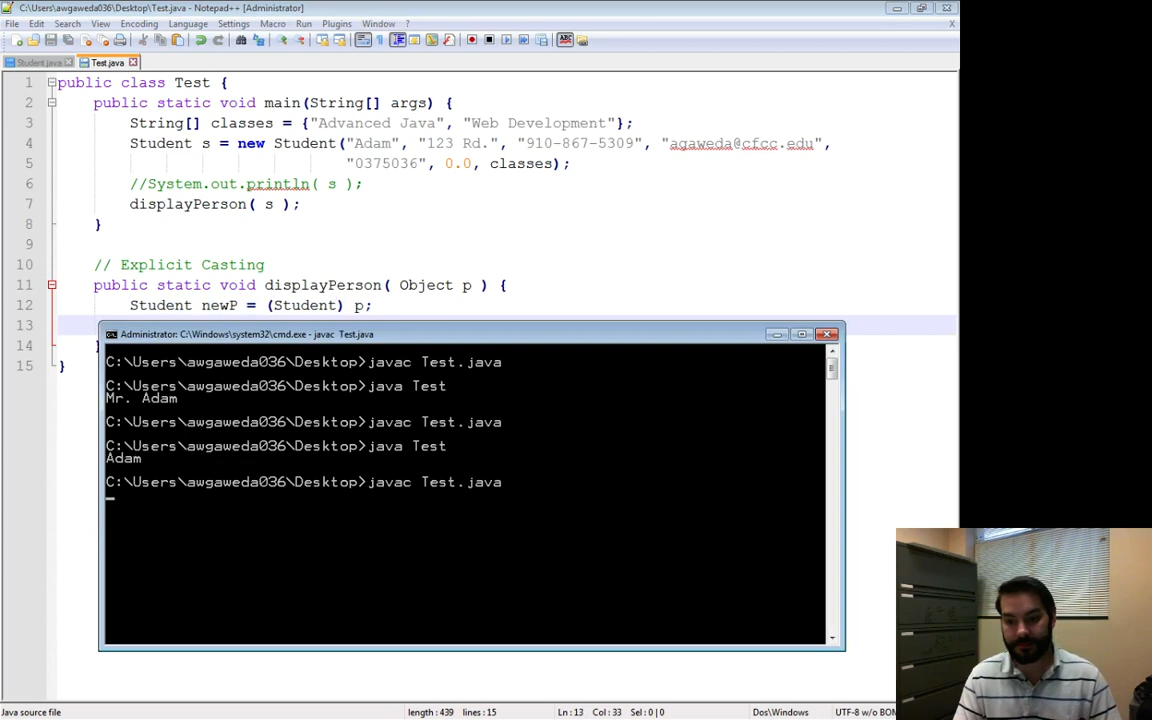 C:\Users\awgaweda036\Desktop\Test.java - Notepad++ [Administrator]
File Edit Search View Encoding Language Settings Macro Run Plugins Window ?
X
Student.java Test.java
1 public class Test {
2 public static void main(String[] args) {
3 String[] classes = {"Advanced Java", "Web Development"};
4 Student s = new Student("Adam", "123 Rd.", "910-867-5309", "agaweda@cfcc.edu",
5 "0375036", 0.0, classes);
6 //System.out.println( s );
7 displayPerson( s );
8 }
9
10 // Explicit Casting
11 public static void displayPerson( Object p ) {
12 Student newP = (Student) p;
13
14
15 }
Administrator: C:\Windows\system32\cmd.exe - javac Test.java
C:\Users\awgaweda036\Desktop>javac Test.java
C:\Users\awgaweda036\Desktop>java Test
Mr. Adam
C:\Users\awgaweda036\Desktop>javac Test.java
C:\Users\awgaweda036\Desktop>java Test
Adam
C:\Users\awgaweda036\Desktop>javac Test.java
Java source file length : 439 lines : 15 Ln : 13 Col : 33 Sel : 0 | 0 Dos\Windows UTF-8 w/o BOM